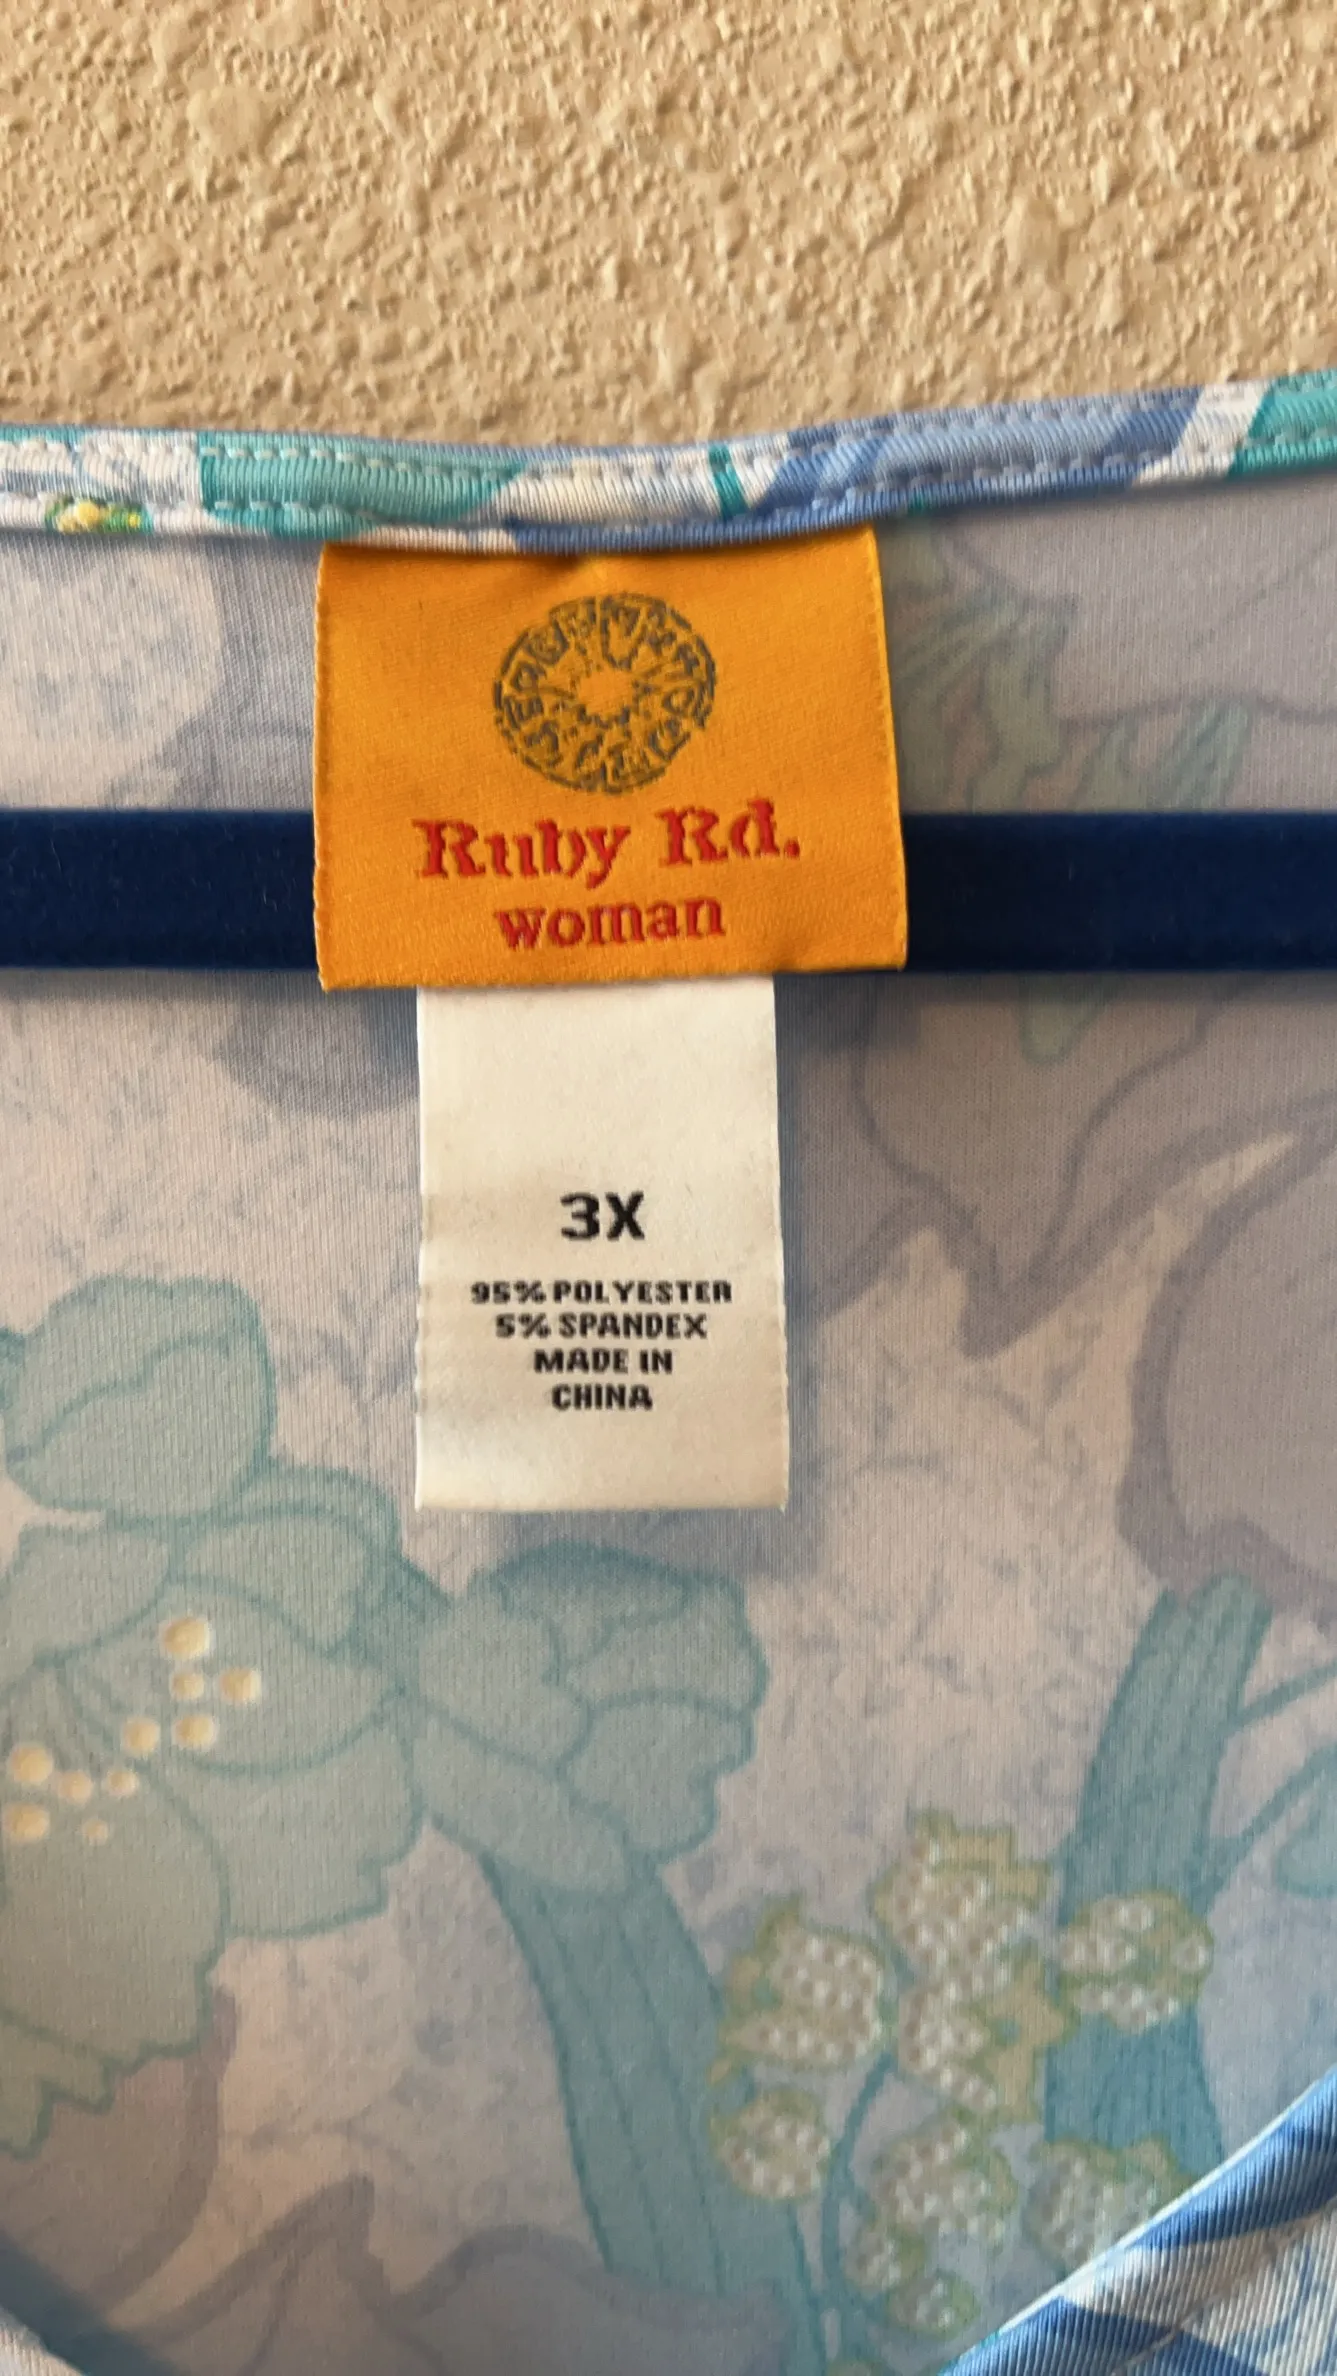 Ruby Rd.
woman
3X
95% POLYESTER
5% SPANDEX
MADE IN
CHINA